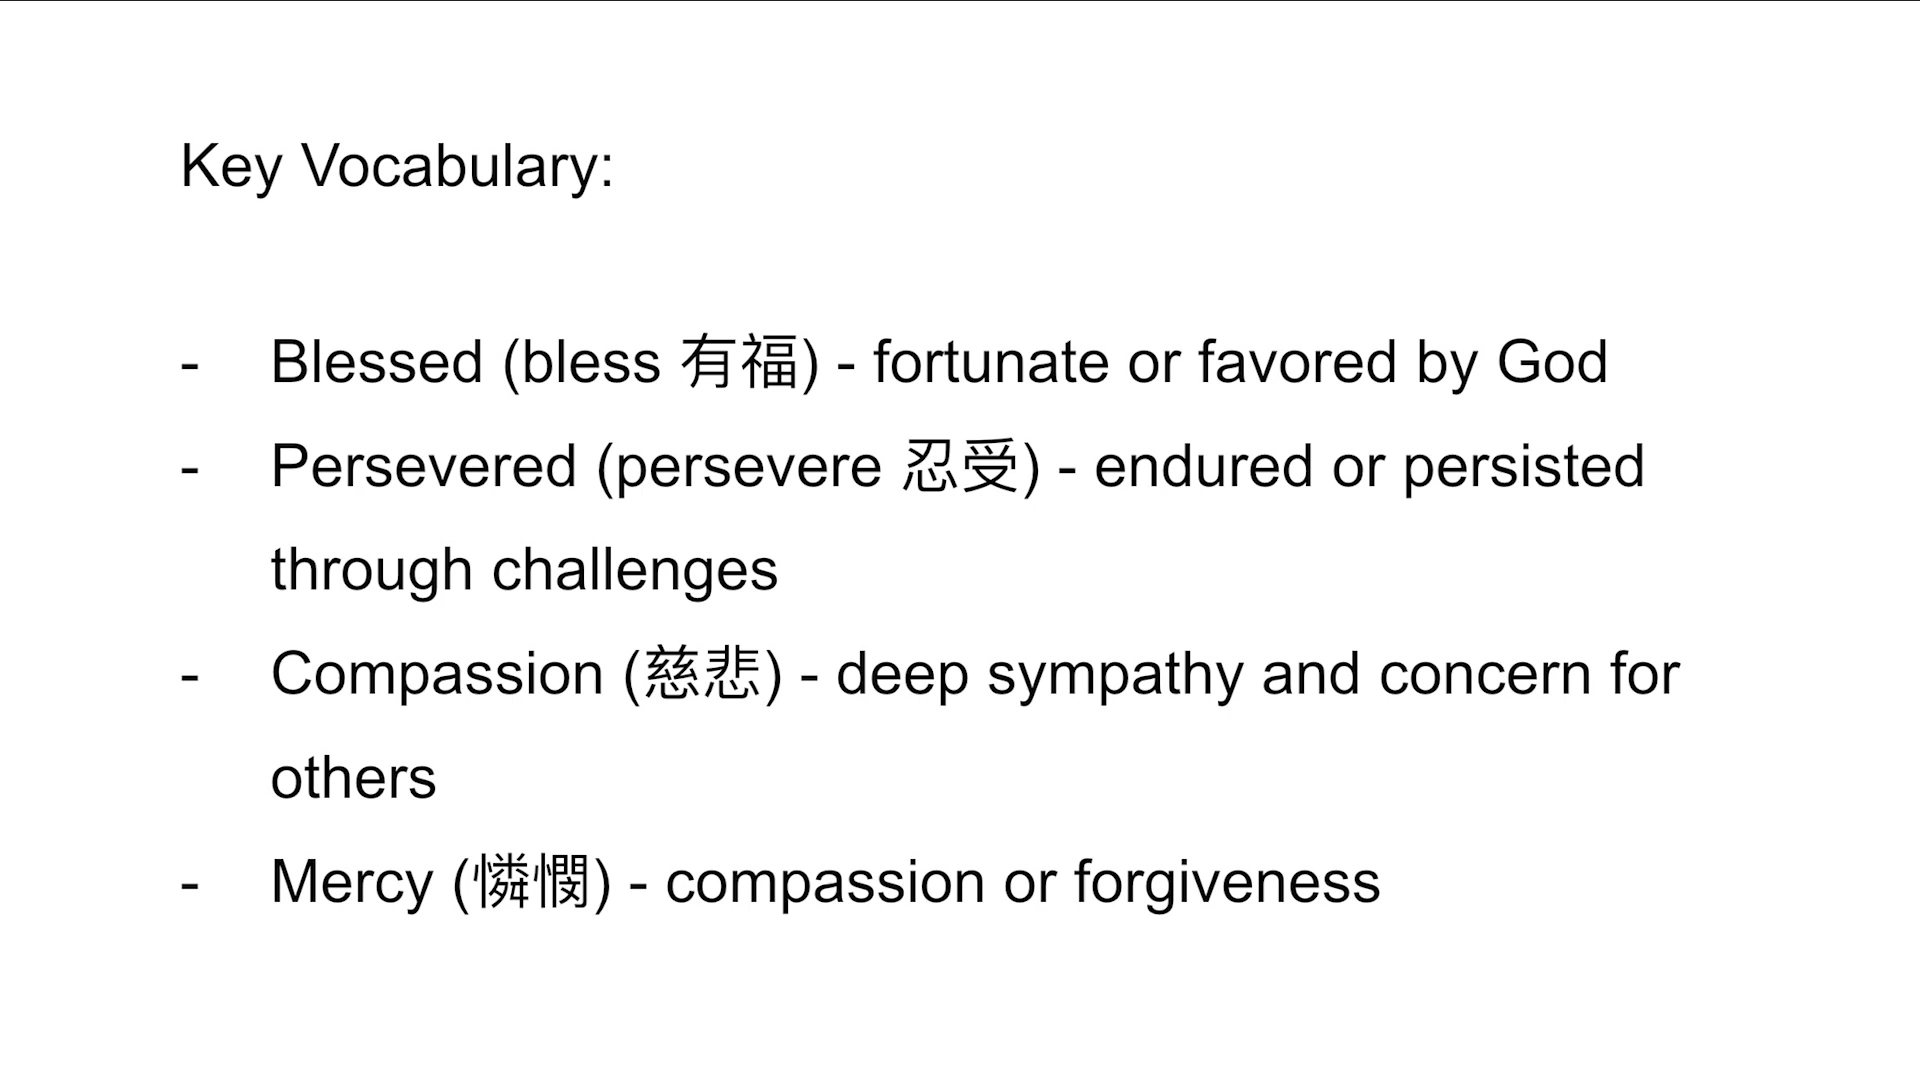 Key Vocabulary:
- Blessed (bless 有福) - fortunate or favored by God
- Persevered (persevere 忍受) - endured or persisted
through challenges
- Compassion (慈悲) - deep sympathy and concern for
others
- Mercy (憐憫) - compassion or forgiveness